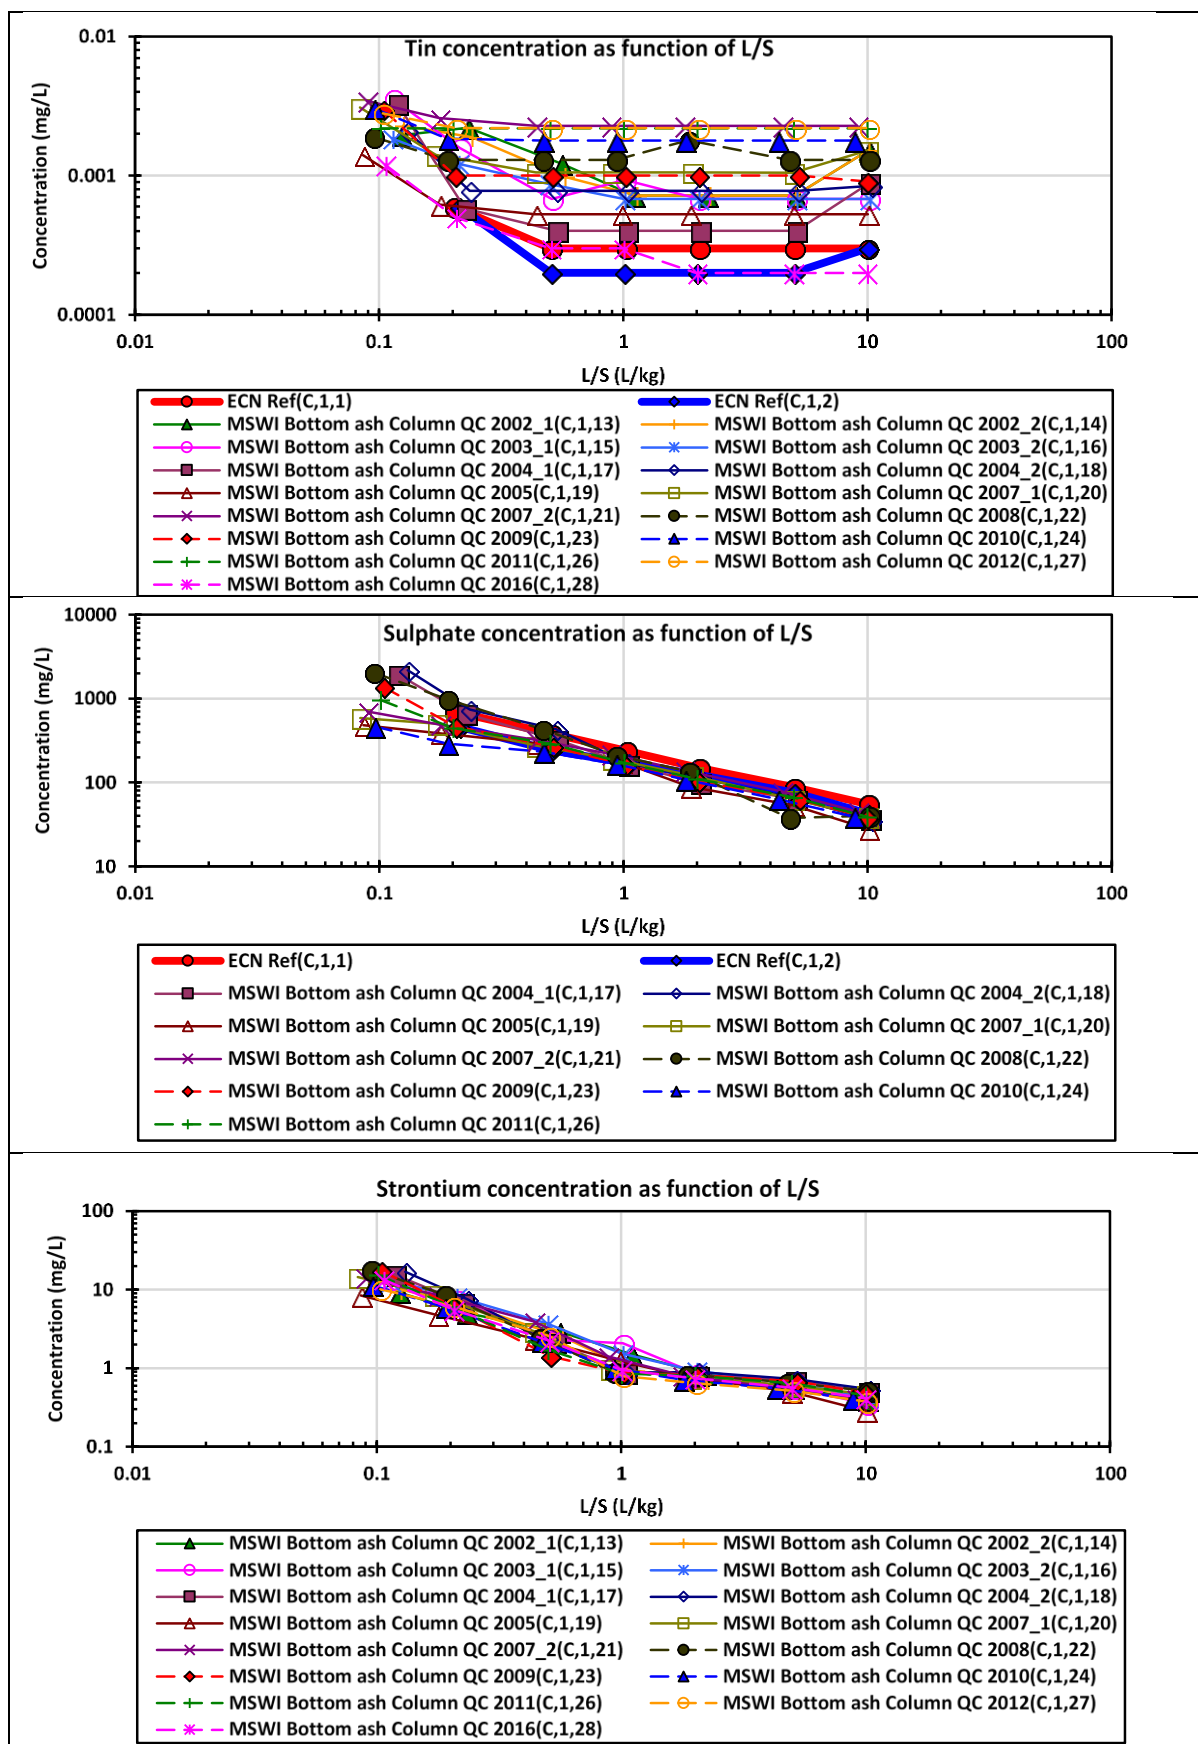 Tin concentration as function of L/S
Concentration (mg/L)
0.01
0.001
0.0001
0.01 0.1 1 10 100
L/S (L/kg)
ECN Ref(C,1,1) ECN Ref(C,1,2)
MSWI Bottom ash Column QC 2002_1(C,1,13) MSWI Bottom ash Column QC 2002_2(C,1,14)
MSWI Bottom ash Column QC 2003_1(C,1,15) MSWI Bottom ash Column QC 2003_2(C,1,16)
MSWI Bottom ash Column QC 2004_1(C,1,17) MSWI Bottom ash Column QC 2004_2(C,1,18)
MSWI Bottom ash Column QC 2005(C,1,19) MSWI Bottom ash Column QC 2007_1(C,1,20)
MSWI Bottom ash Column QC 2007_2(C,1,21) MSWI Bottom ash Column QC 2008(C,1,22)
MSWI Bottom ash Column QC 2009(C,1,23) MSWI Bottom ash Column QC 2010(C,1,24)
MSWI Bottom ash Column QC 2011(C,1,26) MSWI Bottom ash Column QC 2012(C,1,27)
MSWI Bottom ash Column QC 2016(C,1,28)
Sulphate concentration as function of L/S
Concentration (mg/L)
10000
1000
100
10
0.01 0.1 1 10 100
L/S (L/kg)
ECN Ref(C,1,1) ECN Ref(C,1,2)
MSWI Bottom ash Column QC 2004_1(C,1,17) MSWI Bottom ash Column QC 2004_2(C,1,18)
MSWI Bottom ash Column QC 2005(C,1,19) MSWI Bottom ash Column QC 2007_1(C,1,20)
MSWI Bottom ash Column QC 2007_2(C,1,21) MSWI Bottom ash Column QC 2008(C,1,22)
MSWI Bottom ash Column QC 2009(C,1,23) MSWI Bottom ash Column QC 2010(C,1,24)
MSWI Bottom ash Column QC 2011(C,1,26)
Strontium concentration as function of L/S
Concentration (mg/L)
100
10
1
0.1
0.01 0.1 1 10 100
L/S (L/kg)
MSWI Bottom ash Column QC 2002_1(C,1,13) MSWI Bottom ash Column QC 2002_2(C,1,14)
MSWI Bottom ash Column QC 2003_1(C,1,15) MSWI Bottom ash Column QC 2003_2(C,1,16)
MSWI Bottom ash Column QC 2004_1(C,1,17) MSWI Bottom ash Column QC 2004_2(C,1,18)
MSWI Bottom ash Column QC 2005(C,1,19) MSWI Bottom ash Column QC 2007_1(C,1,20)
MSWI Bottom ash Column QC 2007_2(C,1,21) MSWI Bottom ash Column QC 2008(C,1,22)
MSWI Bottom ash Column QC 2009(C,1,23) MSWI Bottom ash Column QC 2010(C,1,24)
MSWI Bottom ash Column QC 2011(C,1,26) MSWI Bottom ash Column QC 2012(C,1,27)
MSWI Bottom ash Column QC 2016(C,1,28)